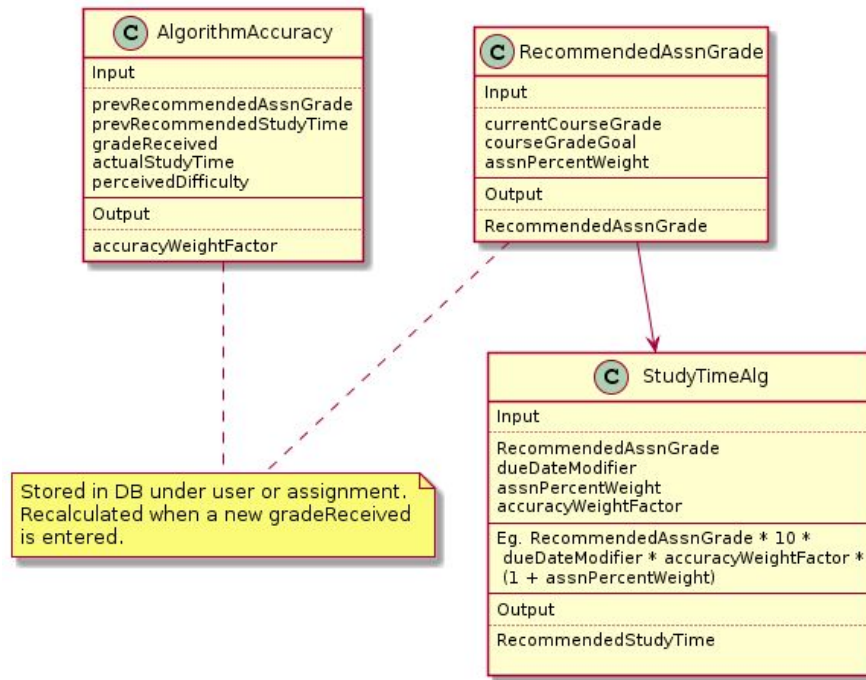 C AlgorithmAccuracy
Input
prevRecommendedAssnGrade
prevRecommendedStudyTime
gradeReceived
actualStudyTime
perceivedDifficulty
Output
accuracyWeightFactor
C RecommendedAssnGrade
Input
currentCourseGrade
courseGradeGoal
assnPercentWeight
Output
RecommendedAssnGrade
C StudyTimeAlg
Input
RecommendedAssnGrade
dueDateModifier
assnPercentWeight
accuracyWeightFactor
Eg. RecommendedAssnGrade * 10 *
dueDateModifier * accuracyWeightFactor *
(1 + assnPercentWeight)
Output
RecommendedStudyTime
Stored in DB under user or assignment.
Recalculated when a new gradeReceived
is entered.